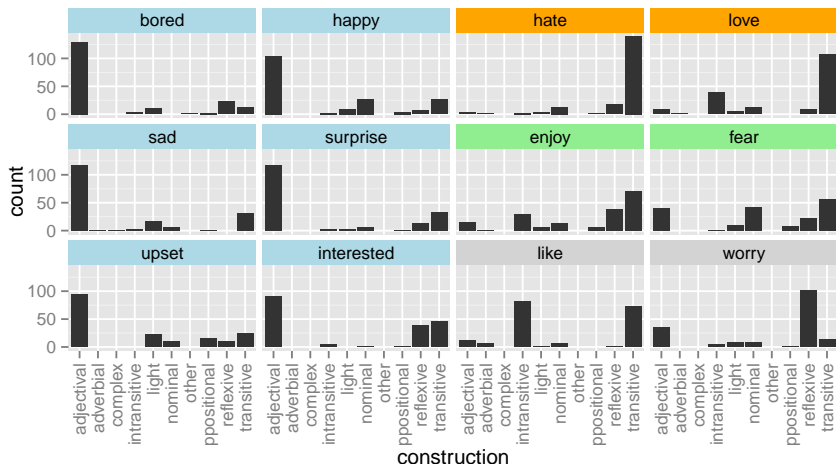 bored happy hate love
100
50
0
sad surprise enjoy fear
100
50
0
upset interested like worry
100
50
0
adjectival adverbial complex intransitive light nominal other ppositional reflexive transitive adjectival adverbial complex intransitive light nominal other ppositional reflexive transitive adjectival adverbial complex intransitive light nominal other ppositional reflexive transitive adjectival adverbial complex intransitive light nominal other ppositional reflexive transitive
construction
count